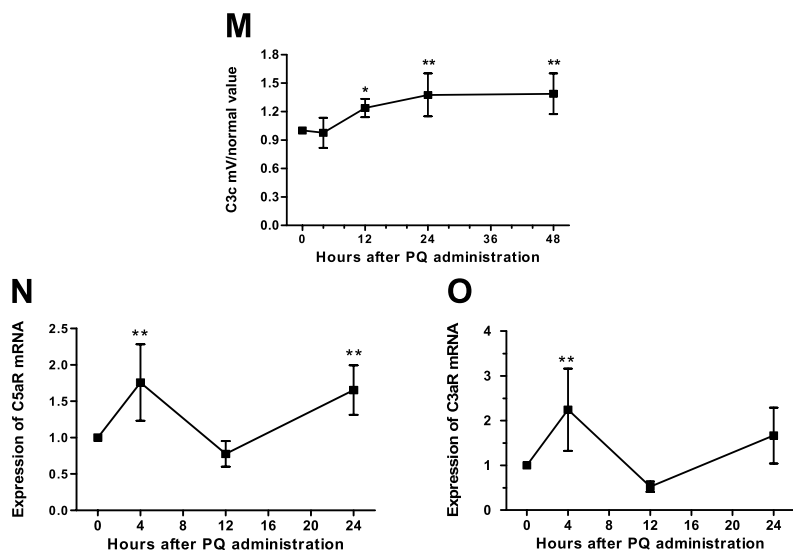 M
C3c mV/normal value
1.8
1.5
1.2
0.9
0.6
0.3
0.0
*
**
**
0 12 24 36 48
Hours after PQ administration
N
Expression of C5aR mRNA
2.5
2.0
1.5
1.0
0.5
0.0
**
**
0 4 8 12 16 20 24
Hours after PQ administration
O
Expression of C3aR mRNA
4
3
2
1
0
**
0 4 8 12 16 20 24
Hours after PQ administration